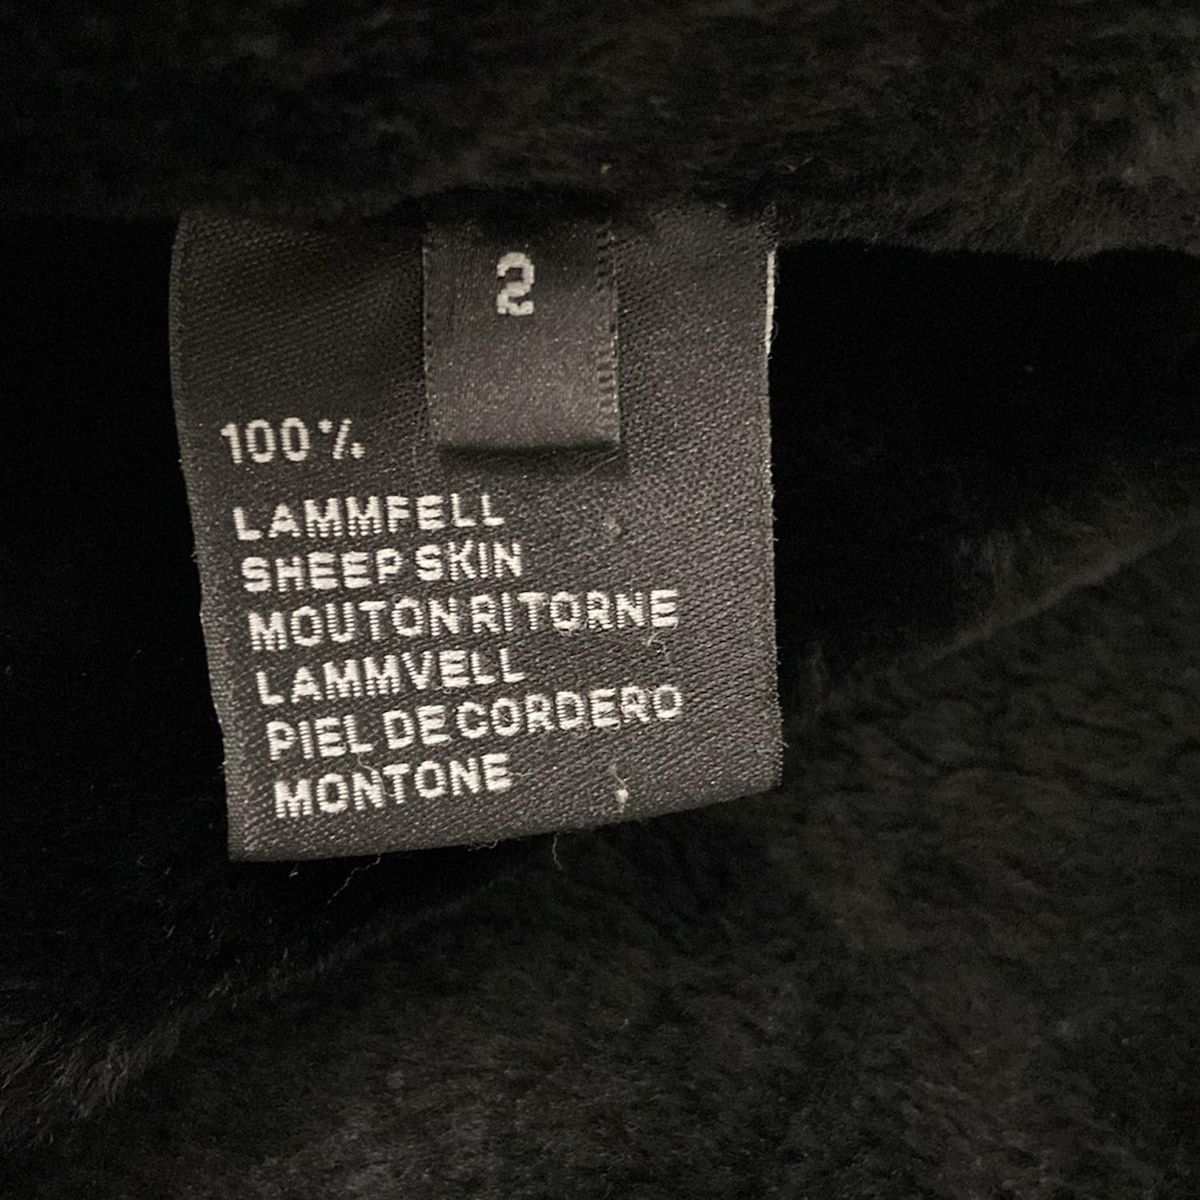 2
100%
LAMMFELL
SHEEP SKIN
MOUTON RITORNE
LAMMVELL
PIEL DE CORDERO
MONTONE